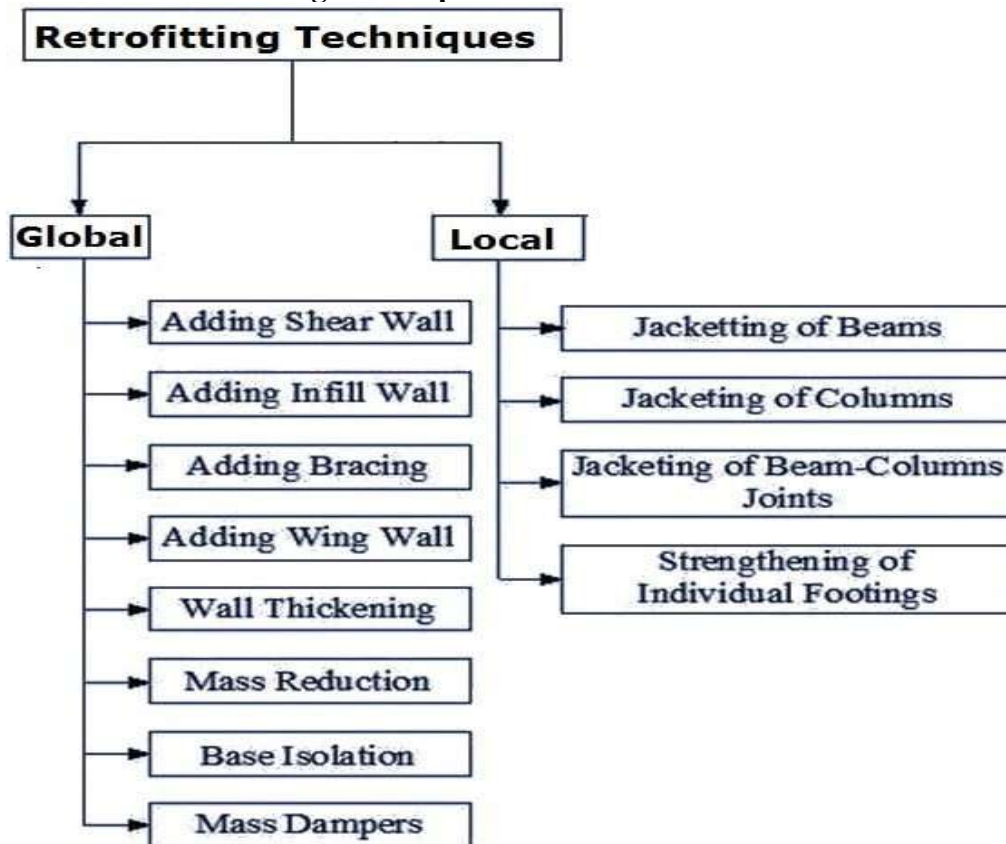 Retrofitting Techniques
Global
Local
Adding Shear Wall
Adding Infill Wall
Adding Bracing
Adding Wing Wall
Wall Thickening
Mass Reduction
Base Isolation
Mass Dampers
Jacketting of Beams
Jacketing of Columns
Jacketing of Beam-Columns
Joints
Strengthening of
Individual Footings